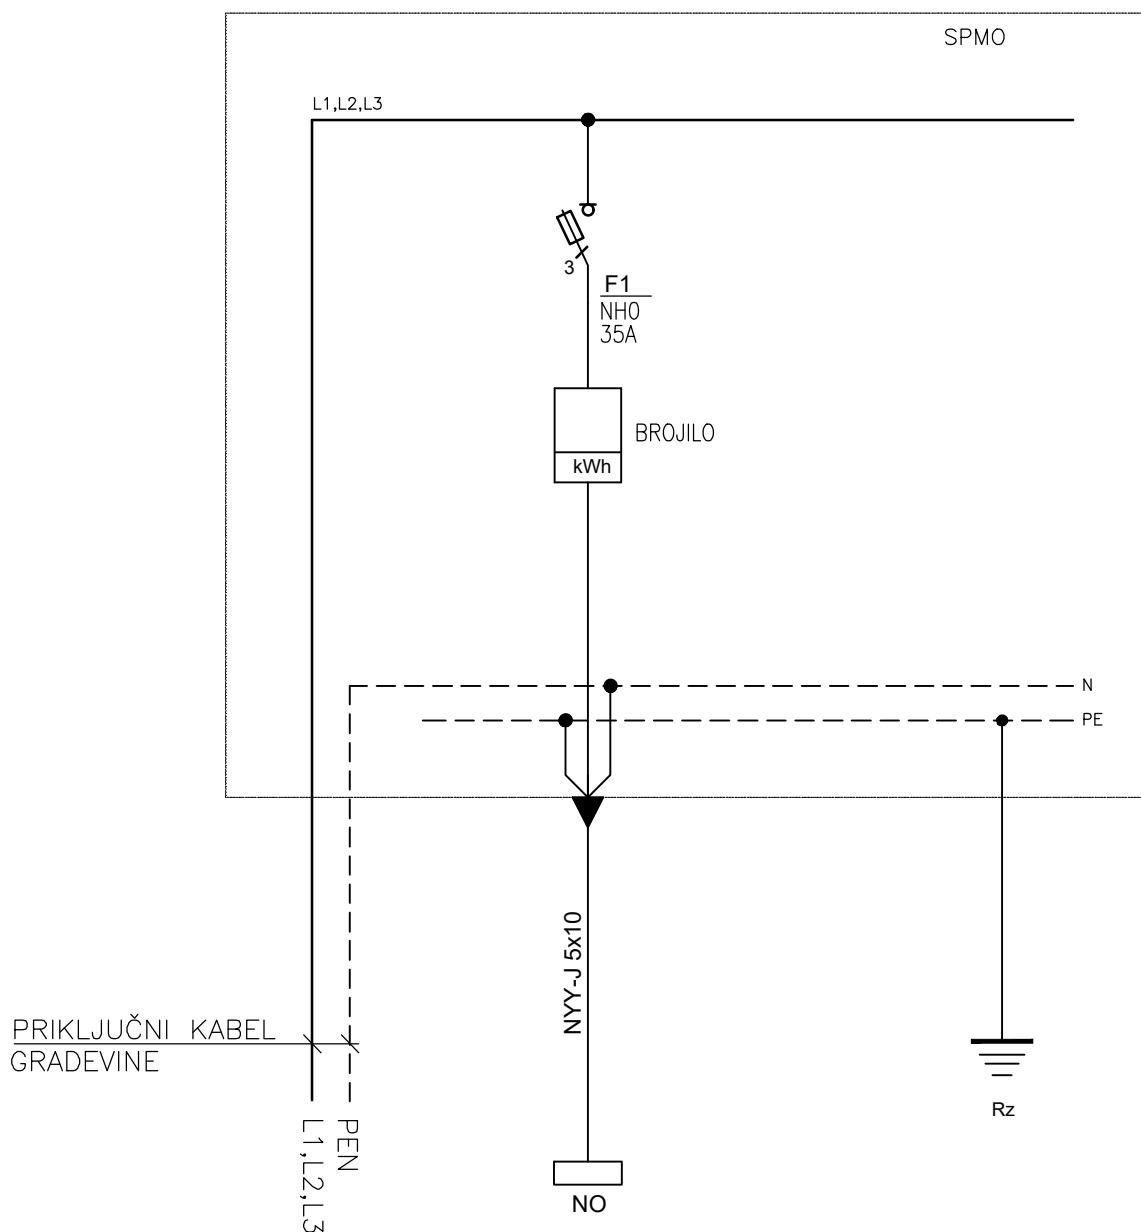 SPMO
L1,L2,L3
3
F1
NH0
35A
BROJILO
kWh
N
PE
NYY-J 5x10
PRIKLJUČNI KABEL
GRADEVINE
Rz
PEN
L1,L2,L3
NO